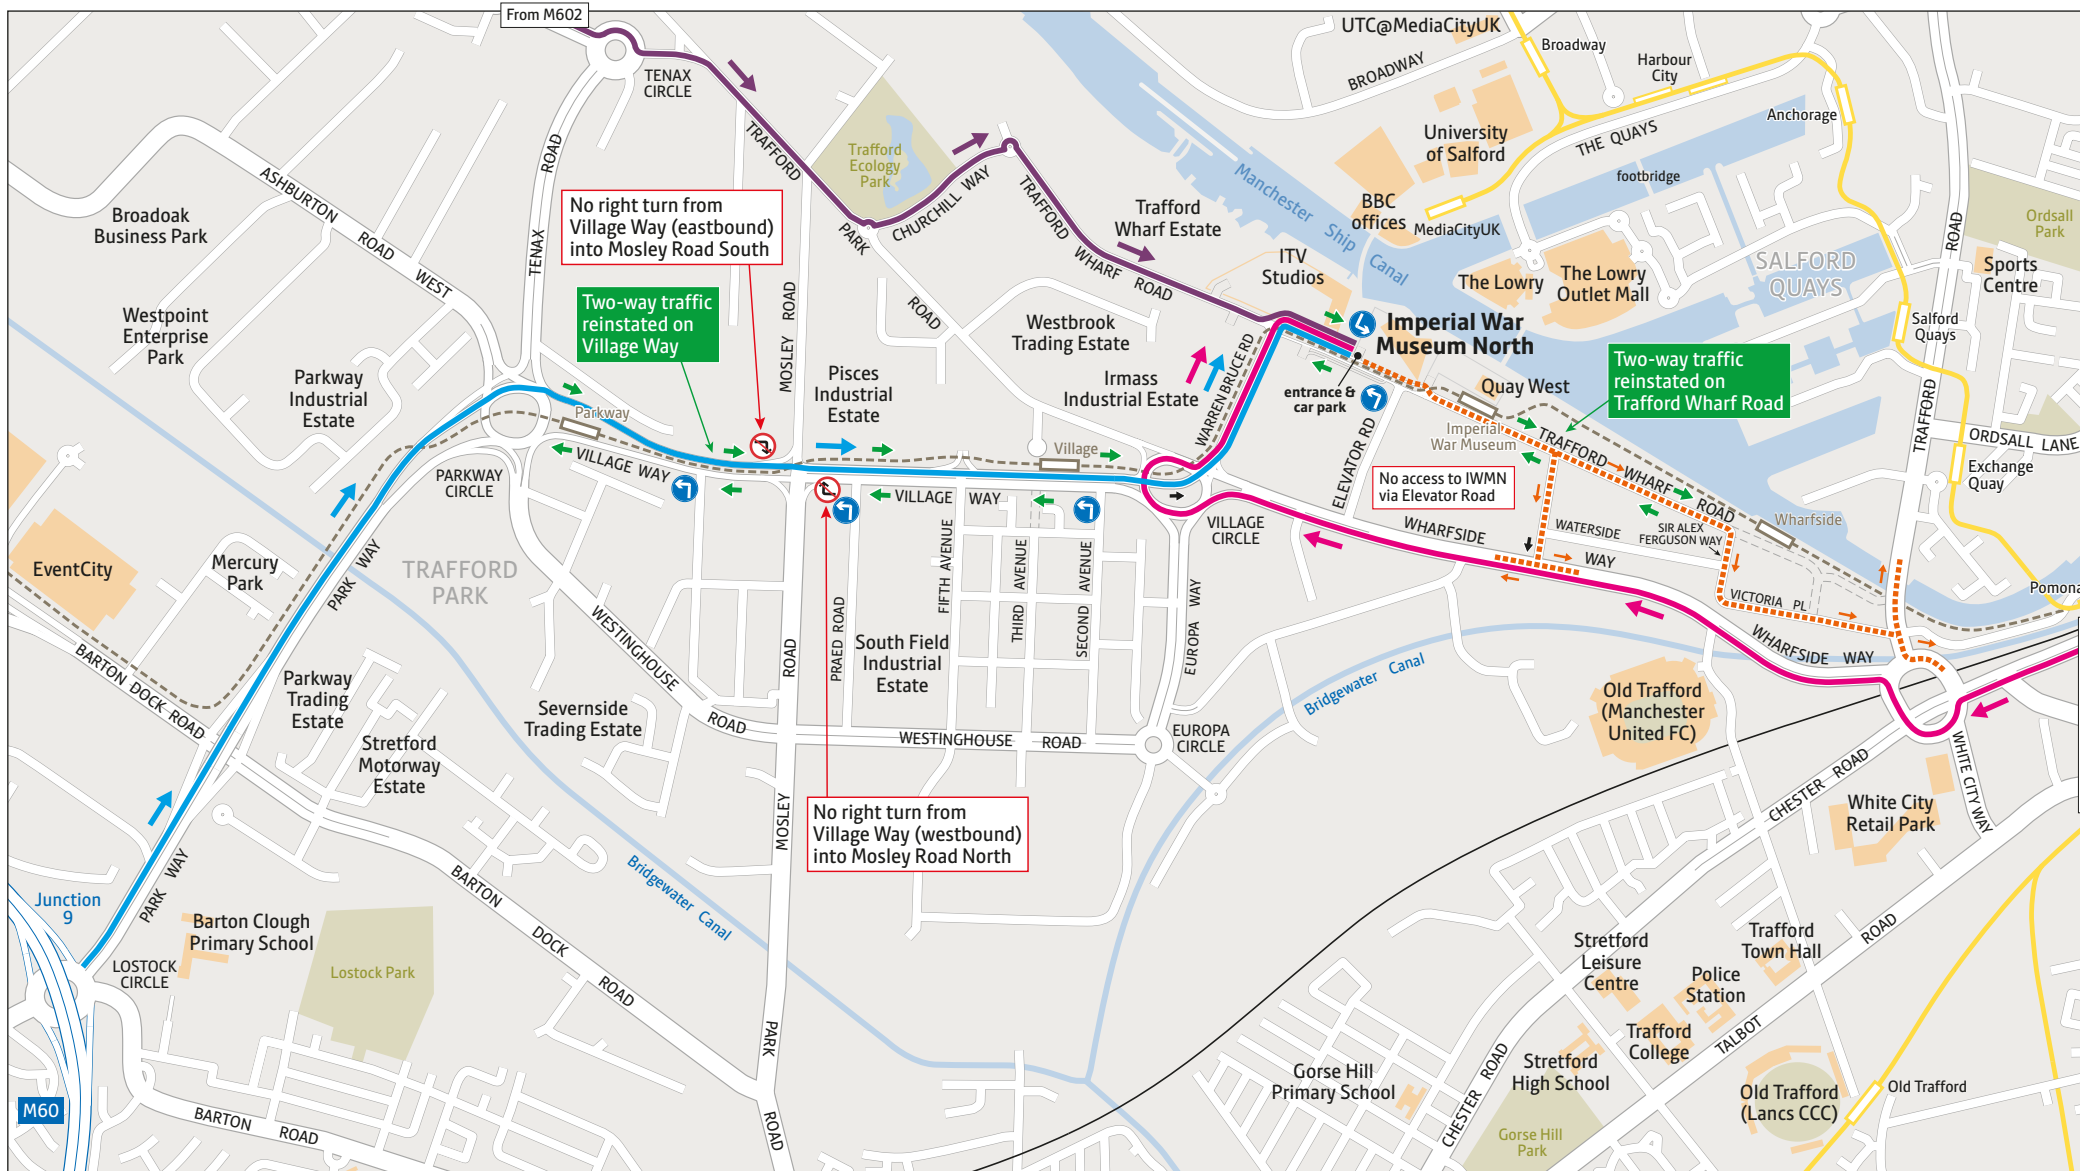 From M602
TENAX
CIRCLE
UTC@MediaCityUK
Broadway
Harbour
City
BROADWAY
Anchorage
TRAFFORD
PARK
ROAD
Trafford
Ecology
Park
CHURCHILL WAY
University
of Salford
THE QUAYS
footbridge
TENAX
ROAD
ASHBURTON
ROAD
WEST
Broadoak
Business Park
No right turn from
Village Way (eastbound)
into Mosley Road South
TRAFFORD
WHARF
ROAD
Trafford
Wharf Estate
Manchester
Ship
Canal
BBC
offices
MediaCityUK
ITV
Studios
The Lowry
The Lowry
Outlet Mall
SALFORD
QUAYS
Ordsall
Park
Sports
Centre
ROAD
TRAFFORD
Salford
Quays
Westpoint
Enterprise
Park
Two-way traffic
reinstated on
Village Way
MOSLEY
ROAD
Westbrook
Trading Estate
Imperial War
Museum North
entrance &
car park
Quay West
Two-way traffic
reinstated on
Trafford Wharf Road
Parkway
Industrial
Estate
Pisces
Industrial
Estate
Irmass
Industrial Estate
WARREN BRUCE RD
Parkway
Village
Imperial
War Museum
TRAFFORD
WHARF
ROAD
ORDSALL LANE
Exchange
Quay
PARKWAY
CIRCLE
VILLAGE WAY
VILLAGE
WAY
ELEVATOR RD
No access to IWMN
via Elevator Road
VILLAGE
CIRCLE
WHARFSIDE
WAY
WATERSIDE
SIR ALEX
FERGUSON WAY
Wharfside
EventCity
Mercury
Park
PARK WAY
TRAFFORD
PARK
FIFTH AVENUE
THIRD
AVENUE
SECOND
AVENUE
EUROPA WAY
VICTORIA PL
Pomona
WHARFSIDE
WAY
WESTINGHOUSE
ROAD
ROAD
PRAED ROAD
South Field
Industrial
Estate
Bridgewater Canal
BARTON DOCK ROAD
Parkway
Trading
Estate
Severnside
Trading Estate
Stretford
Motorway
Estate
WESTINGHOUSE
ROAD
EUROPA
CIRCLE
Old Trafford
(Manchester
United FC)
WHITE CITY WAY
CHESTER ROAD
White City
Retail Park
MOSLEY
No right turn from
Village Way (westbound)
into Mosley Road North
PARK WAY
Junction
9
Barton Clough
Primary School
BARTON
DOCK
ROAD
Bridgewater Canal
LOSTOCK
CIRCLE
Lostock Park
Stretford
Leisure
Centre
Trafford
Town Hall
ROAD
Police
Station
Trafford
College
TALBOT
PARK
ROAD
Gorse Hill
Primary School
CHESTER ROAD
Stretford
High School
Old Trafford
(Lancs CCC)
Old Trafford
M60
BARTON
ROAD
Gorse Hill
Park